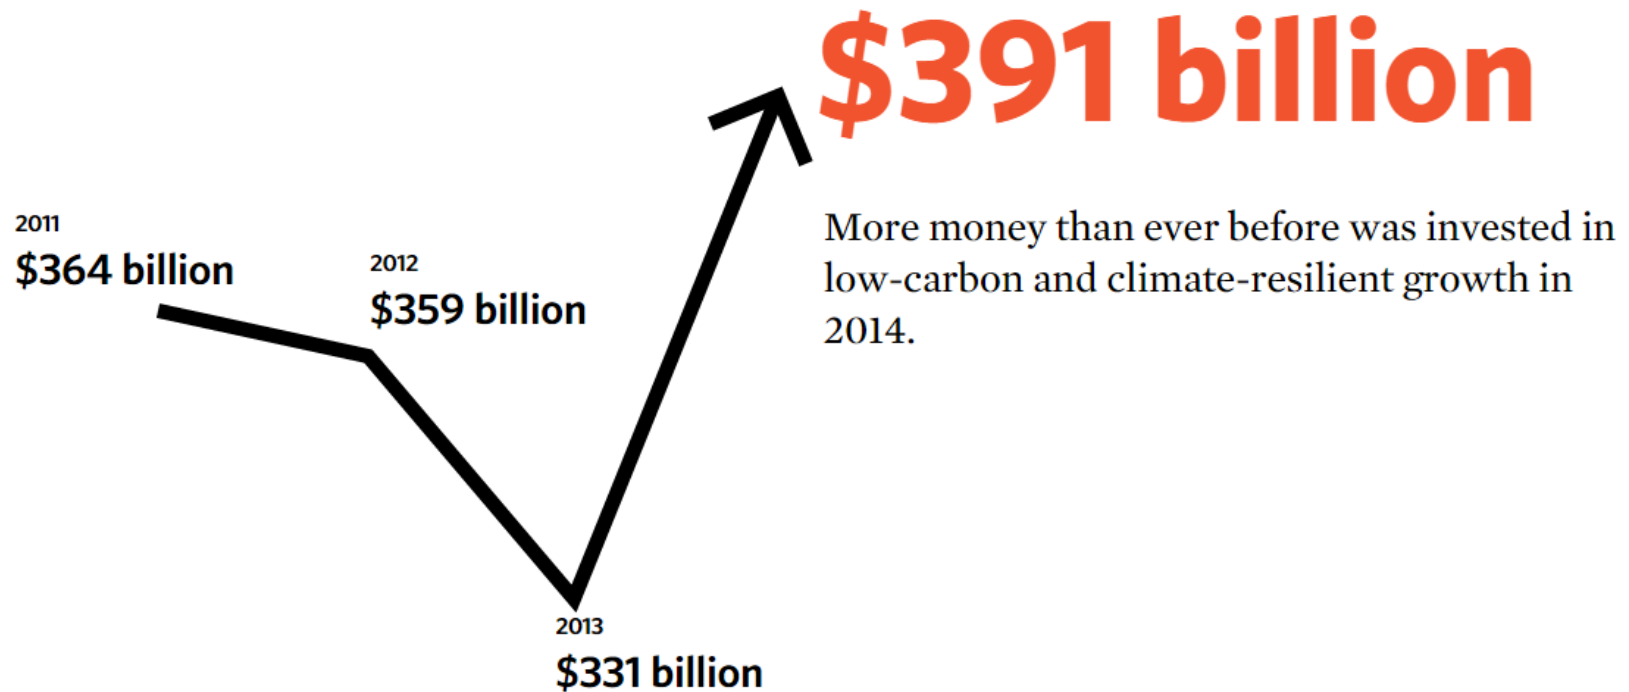 $391 billion
More money than ever before was invested in
low-carbon and climate-resilient growth in
2014.
2011
$364 billion
2012
$359 billion
2013
$331 billion